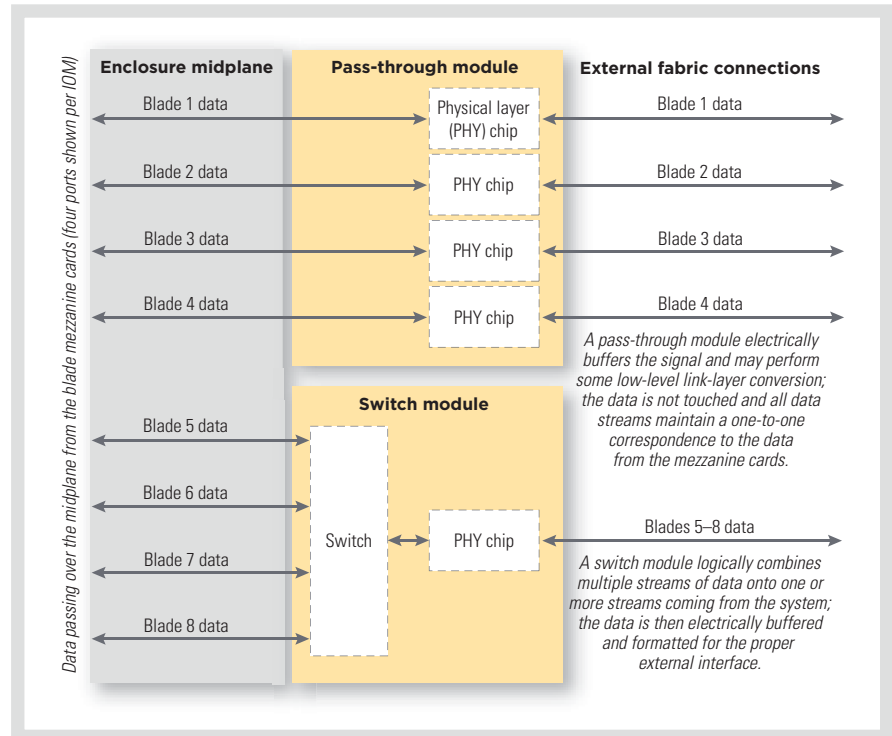 Data passing over the midplane from the blade mezzanine cards (four ports shown per IOM)
Enclosure midplane
Pass-through module
External fabric connections
Blade 1 data
Physical layer
(PHY) chip
Blade 1 data
Blade 2 data
PHY chip
Blade 2 data
Blade 3 data
PHY chip
Blade 3 data
Blade 4 data
PHY chip
Blade 4 data
A pass-through module electrically
buffers the signal and may perform
some low-level link-layer conversion;
the data is not touched and all data
streams maintain a one-to-one
correspondence to the data
from the mezzanine cards.
Switch module
Blade 5 data
Blade 6 data
Blade 7 data
Blade 8 data
Switch
PHY chip
Blades 5–8 data
A switch module logically combines
multiple streams of data onto one or
more streams coming from the system;
the data is then electrically buffered
and formatted for the proper
external interface.